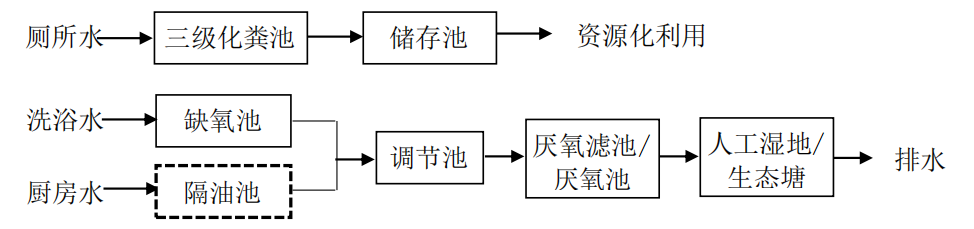 厕所水
三级化粪池
储存池
资源化利用
洗浴水
缺氧池
厨房水
隔油池
调节池
厌氧滤池/
厌氧池
人工湿地/
生态塘
排水